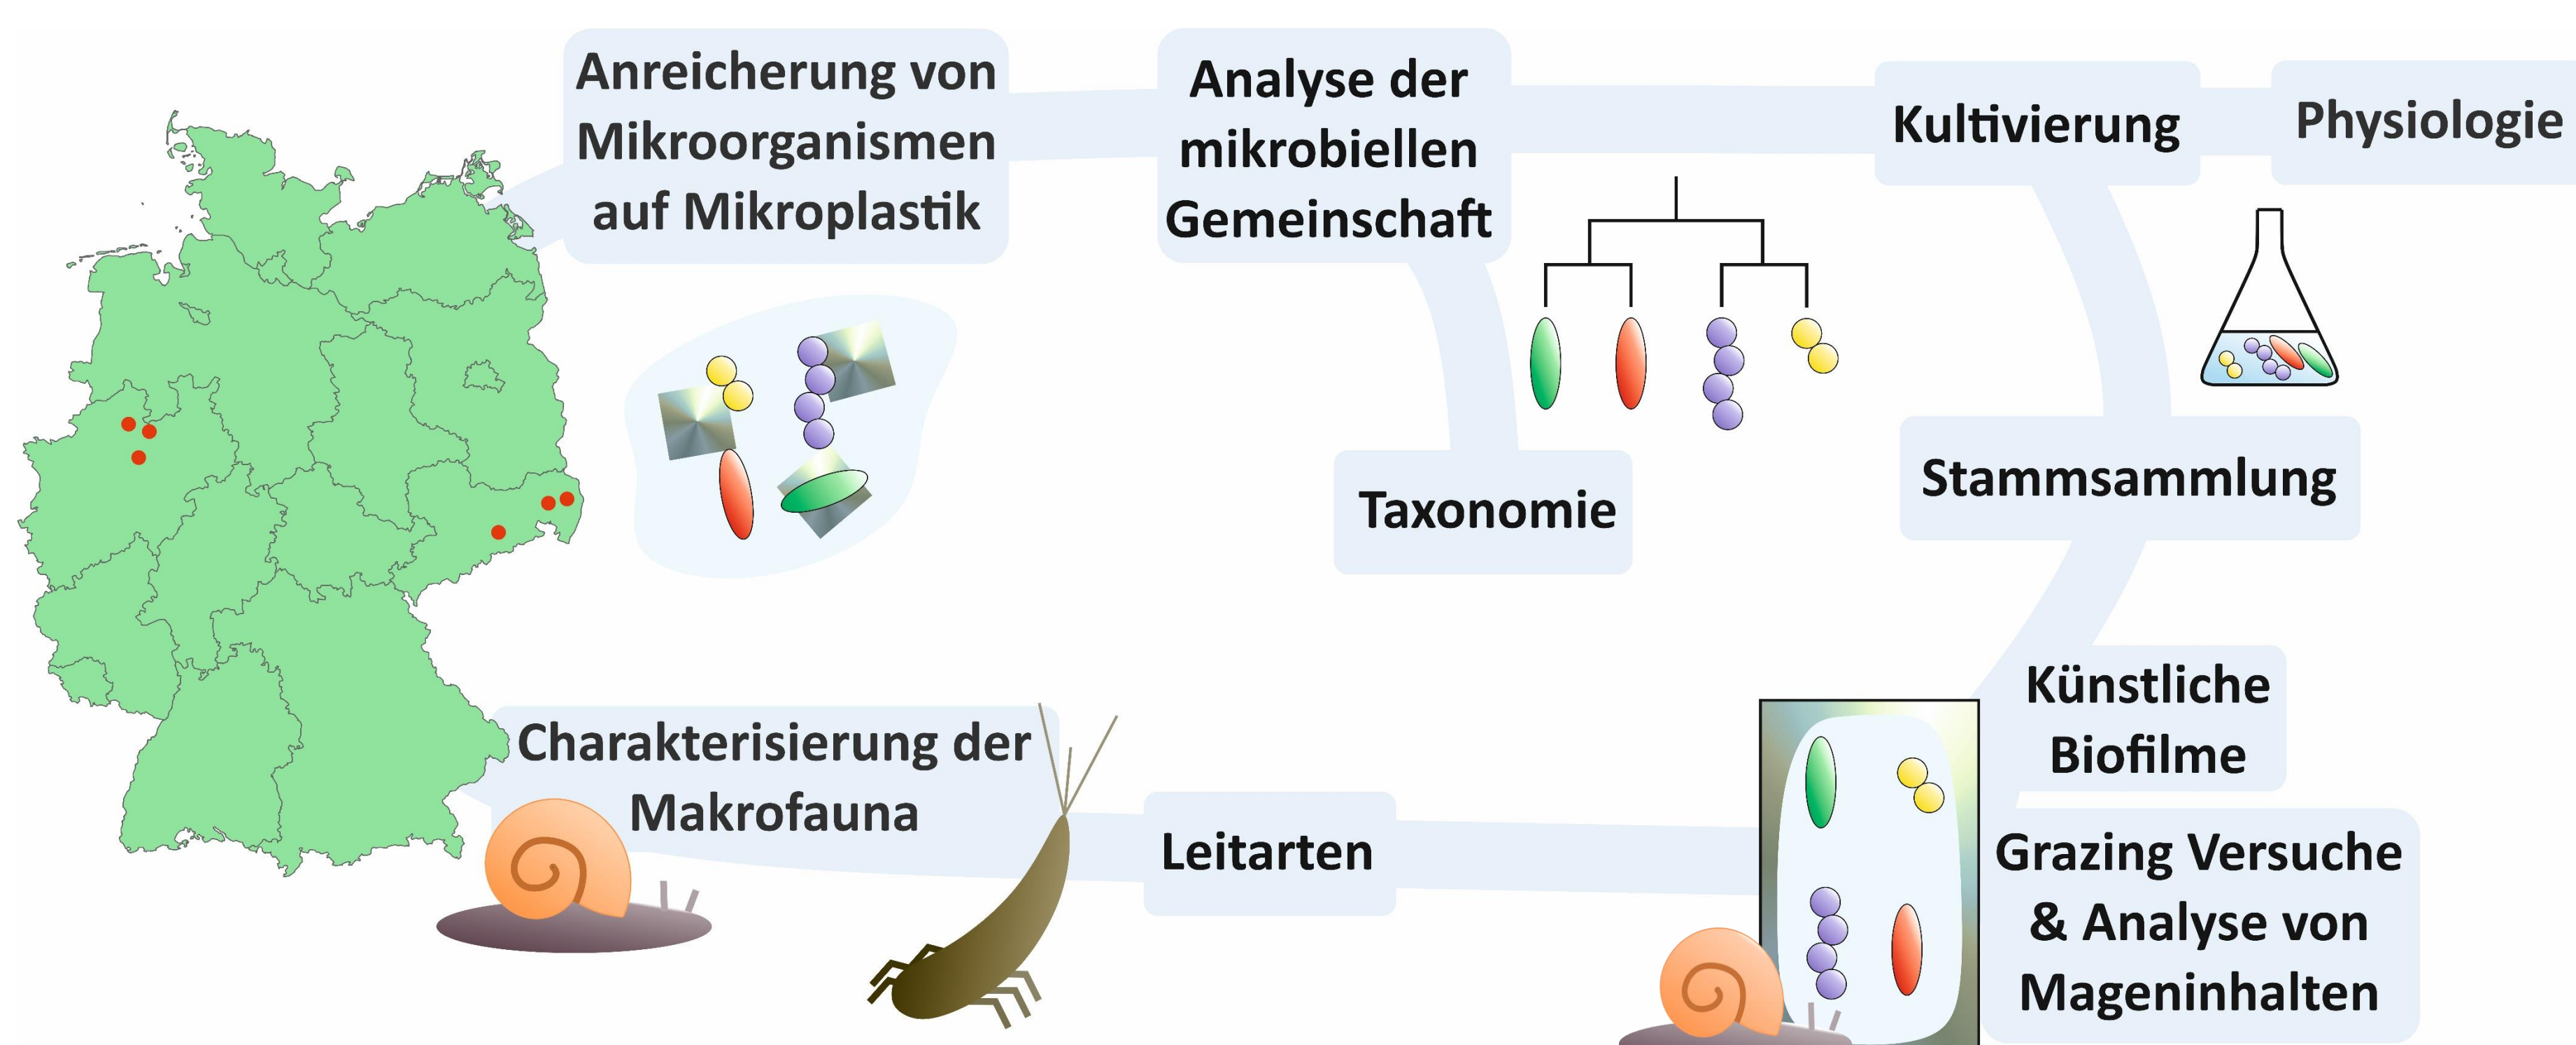 Anreicherung von
Mikroorganismen
auf Mikroplastik
Analyse der
mikrobiellen
Gemeinschaft
Kultivierung
Physiologie
Taxonomie
Stammsammlung
Künstliche
Biofilme
Charakterisierung der
Makrofauna
Leitarten
Grazing Versuche
& Analyse von
Mageninhalten